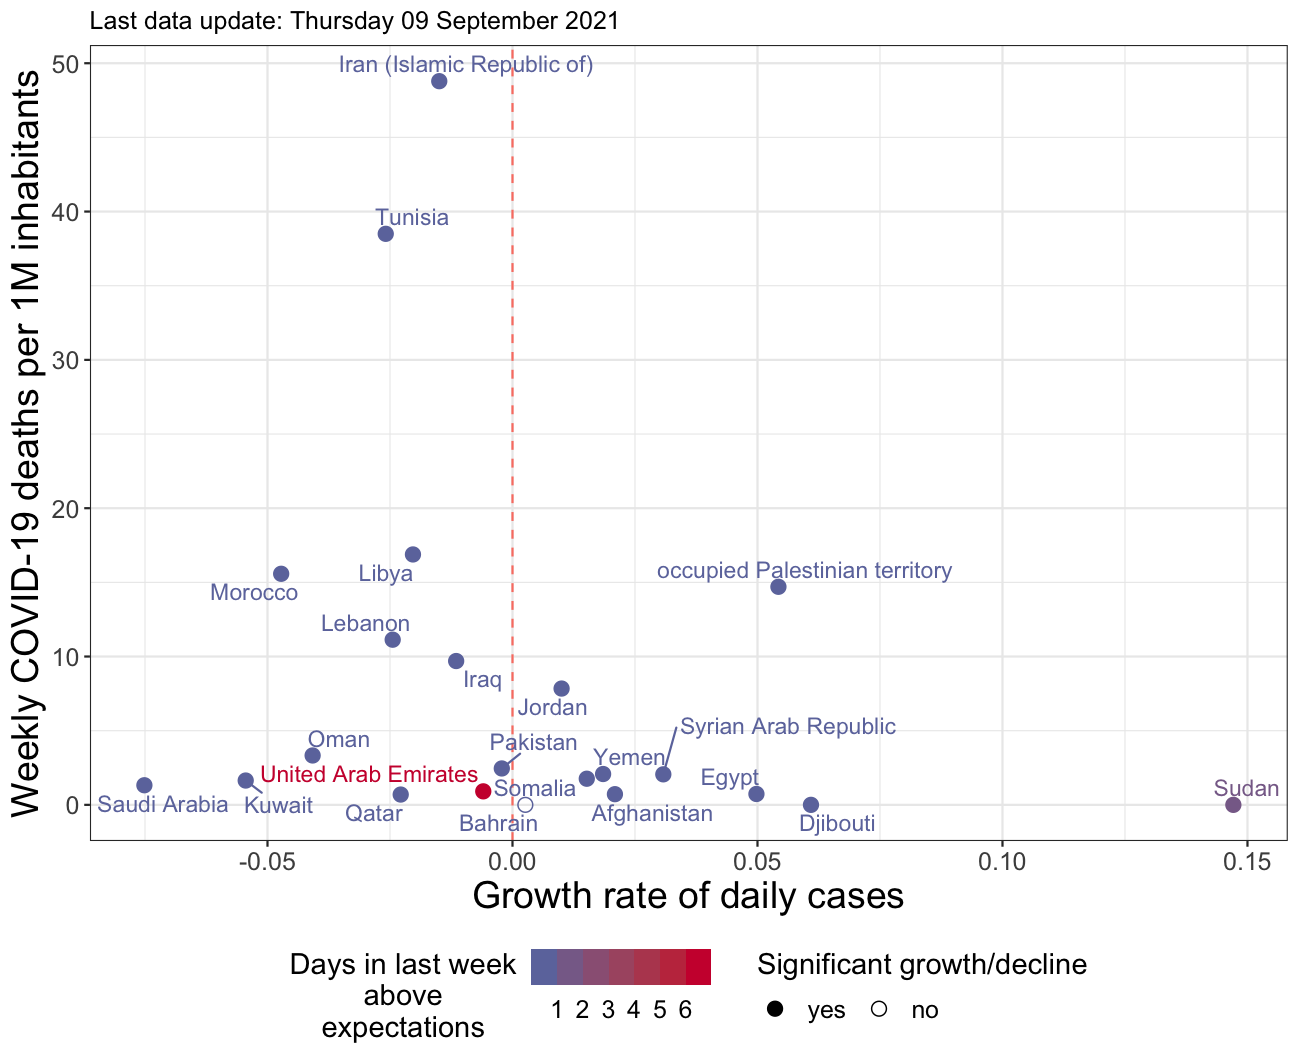 Last data update: Thursday 09 September 2021
Weekly COVID-19 deaths per 1M inhabitants
50
40
30
20
10
0
Iran (Islamic Republic of)
Tunisia
Libya
Morocco
occupied Palestinian territory
Lebanon
Iraq
Jordan
Syrian Arab Republic
Oman
Pakistan
Yemen
United Arab Emirates
Egypt
Somalia
Sudan
Saudi Arabia
Kuwait
Qatar
Afghanistan
Bahrain
Djibouti
-0.05
0.00
0.05
0.10
0.15
Growth rate of daily cases
Days in last week
above
expectations
1 2 3 4 5 6
Significant growth/decline
yes
no